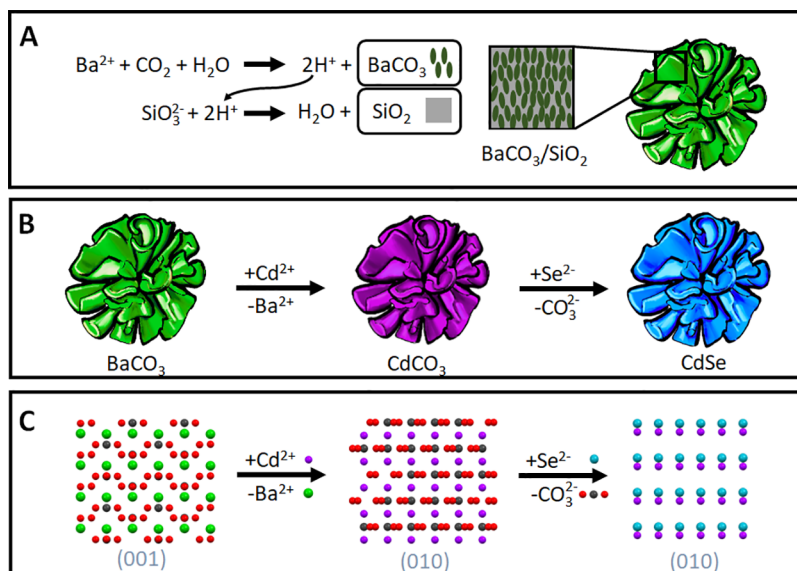 A
Ba²⁺ + CO₂ + H₂O → 2H⁺ + BaCO₃
SiO₃²⁻ + 2H⁺ → H₂O + SiO₂
BaCO₃/SiO₂
B
+Cd²⁺
-Ba²⁺
+Se²⁻
-CO₃²⁻
BaCO₃
CdCO₃
CdSe
C
+Cd²⁺
-Ba²⁺
+Se²⁻
-CO₃²⁻
(001)
(010)
(010)